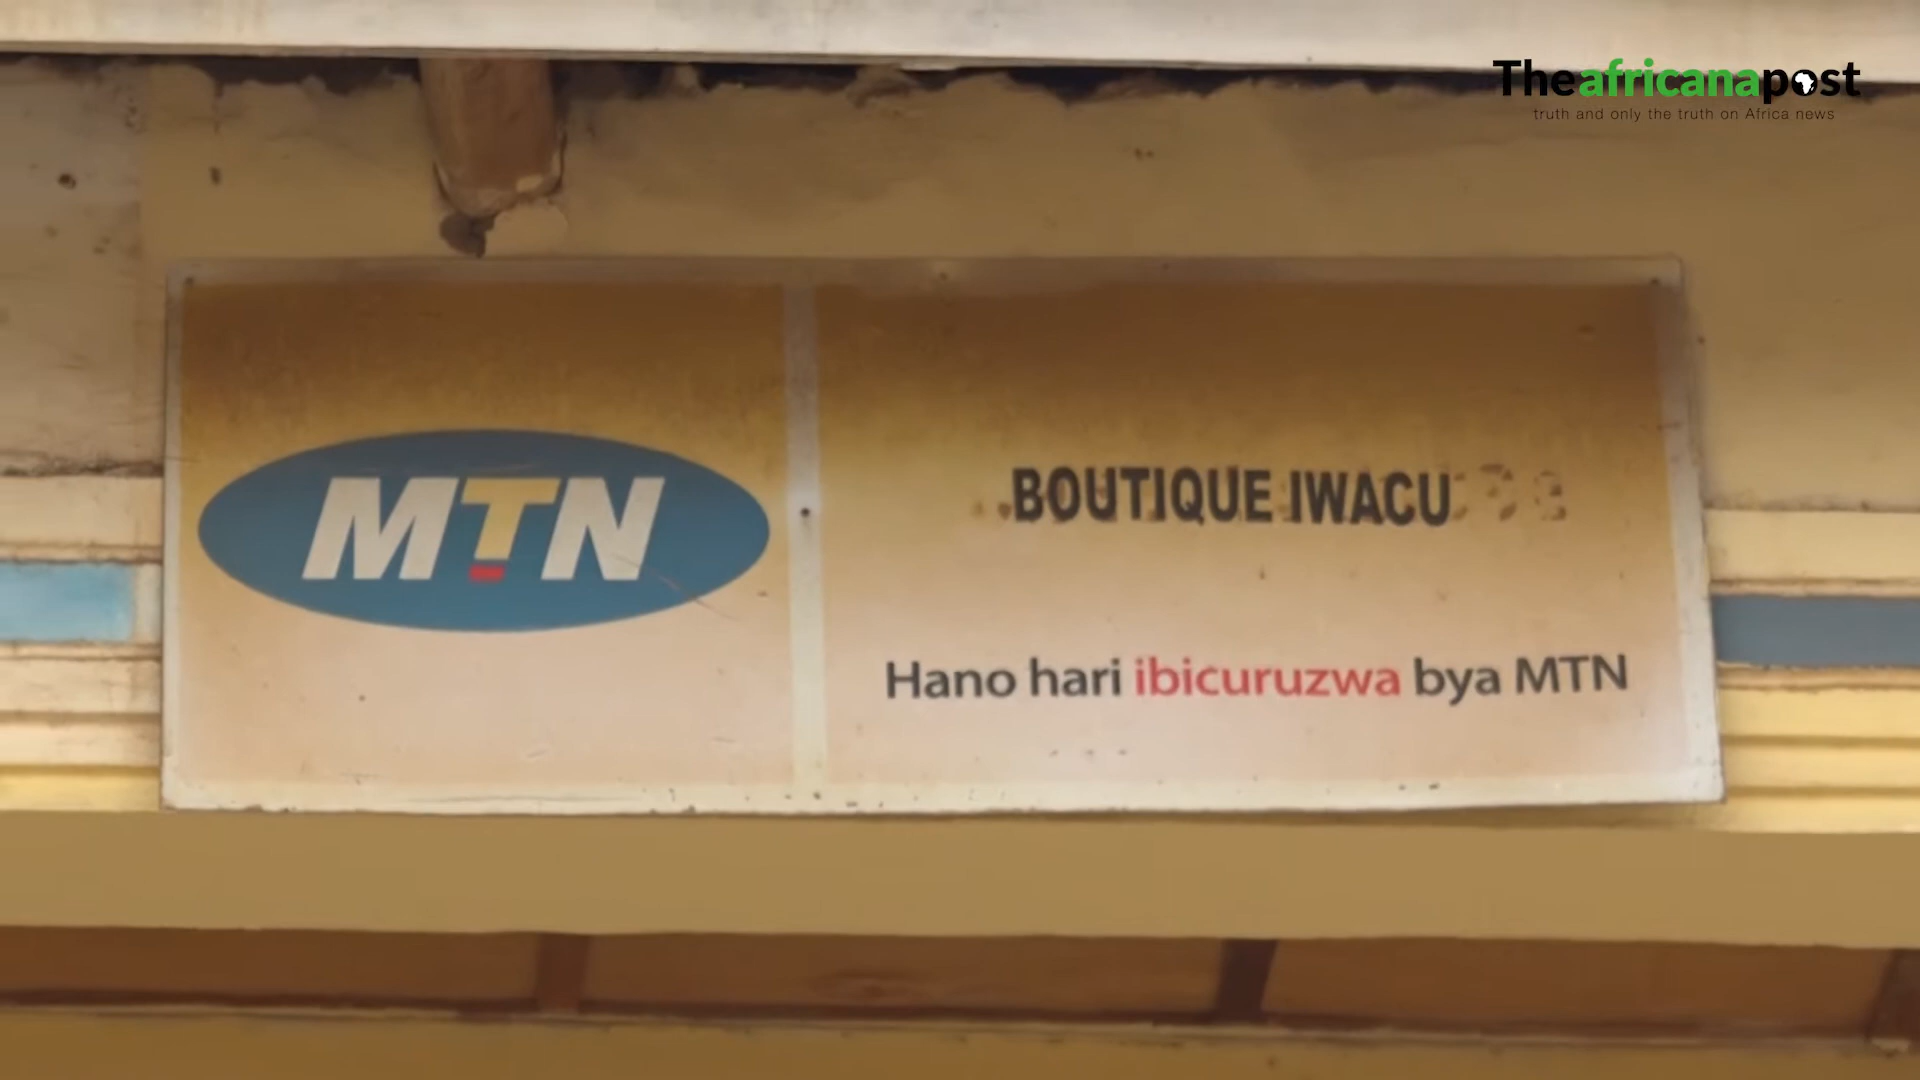 Theafricanapost
truth and only the truth on Africa news
MTN
BOUTIQUE IWACU
Hano hari ibicuruzwa bya MTN